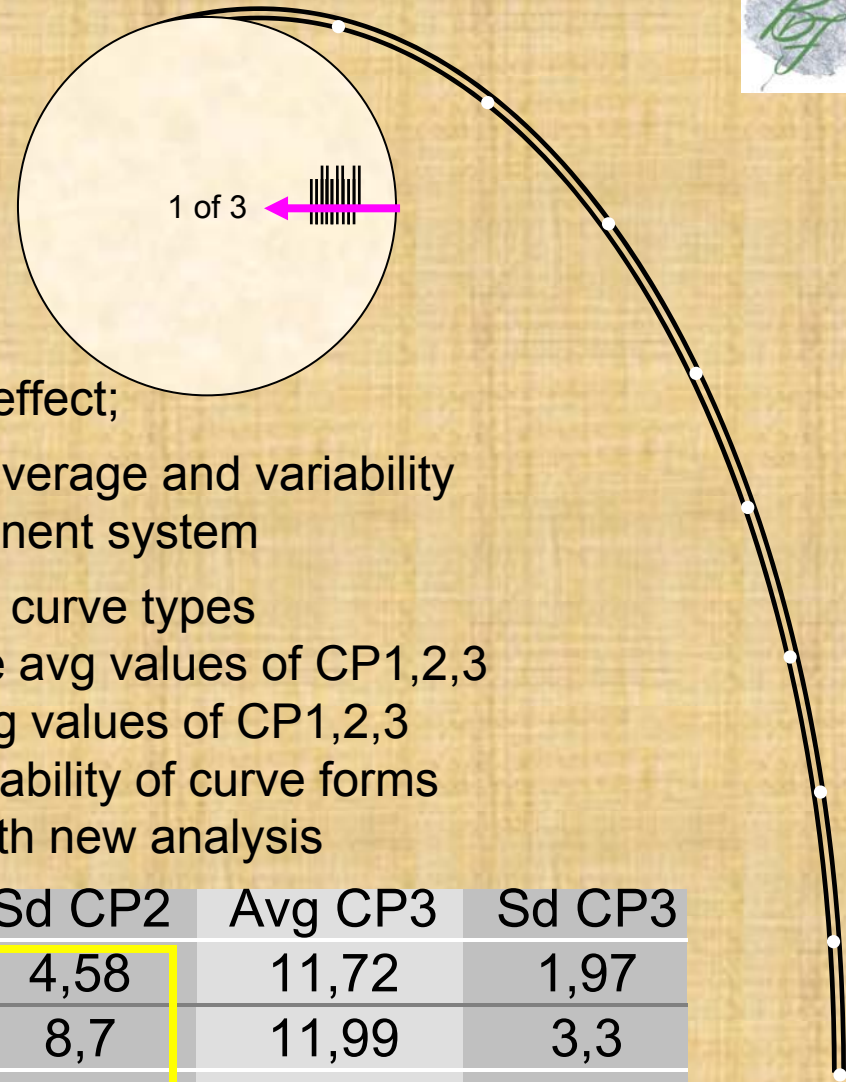 1 of 3
effect;
verage and variability
nent system
curve types
e avg values of CP1,2,3
g values of CP1,2,3
ability of curve forms
th new analysis
Sd CP2 Avg CP3 Sd CP3
4,58 11,72 1,97
8,7 11,99 3,3